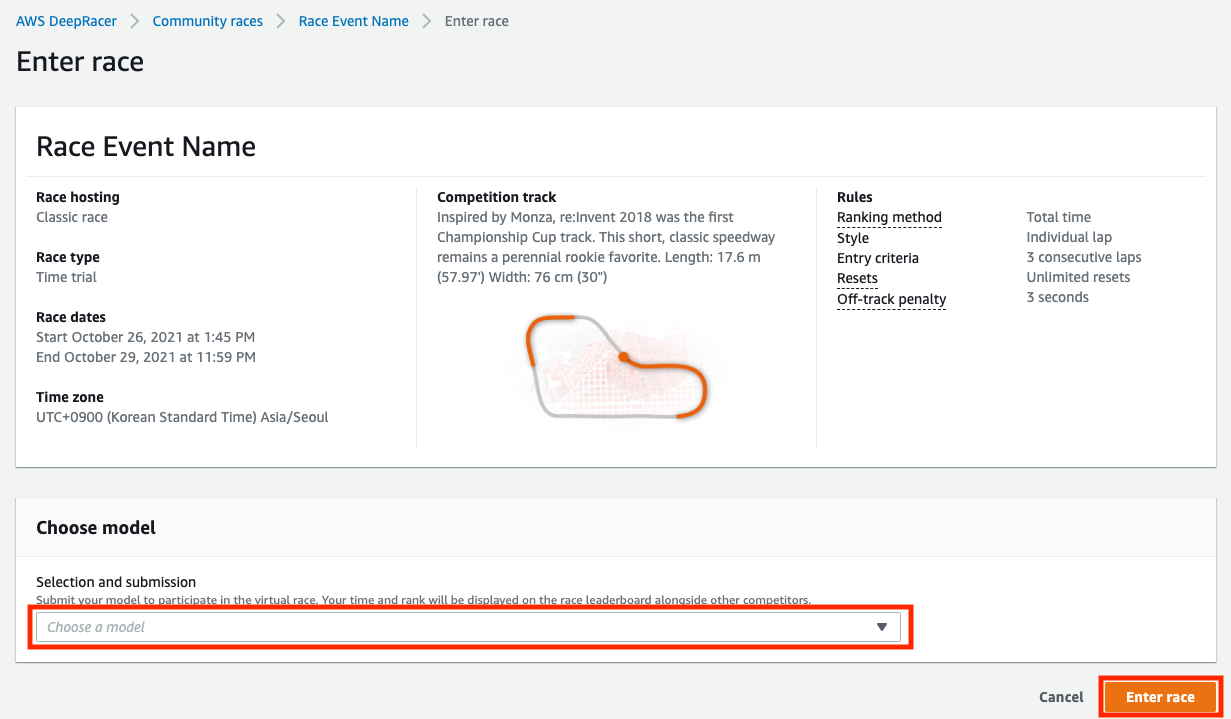 AWS DeepRacer > Community races > Race Event Name > Enter race
Enter race
Race Event Name
Race hosting
Classic race
Race type
Time trial
Race dates
Start October 26, 2021 at 1:45 PM
End October 29, 2021 at 11:59 PM
Time zone
UTC+0900 (Korean Standard Time) Asia/Seoul
Competition track
Inspired by Monza, re:Invent 2018 was the first
Championship Cup track. This short, classic speedway
remains a perennial rookie favorite. Length: 17.6 m
(57.97') Width: 76 cm (30")
Rules
Ranking method Total time
Style Individual lap
Entry criteria 3 consecutive laps
Resets Unlimited resets
Off-track penalty 3 seconds
Choose model
Selection and submission
Submit your model to participate in the virtual race. Your time and rank will be displayed on the race leaderboard alongside other competitors.
Choose a model
Cancel Enter race